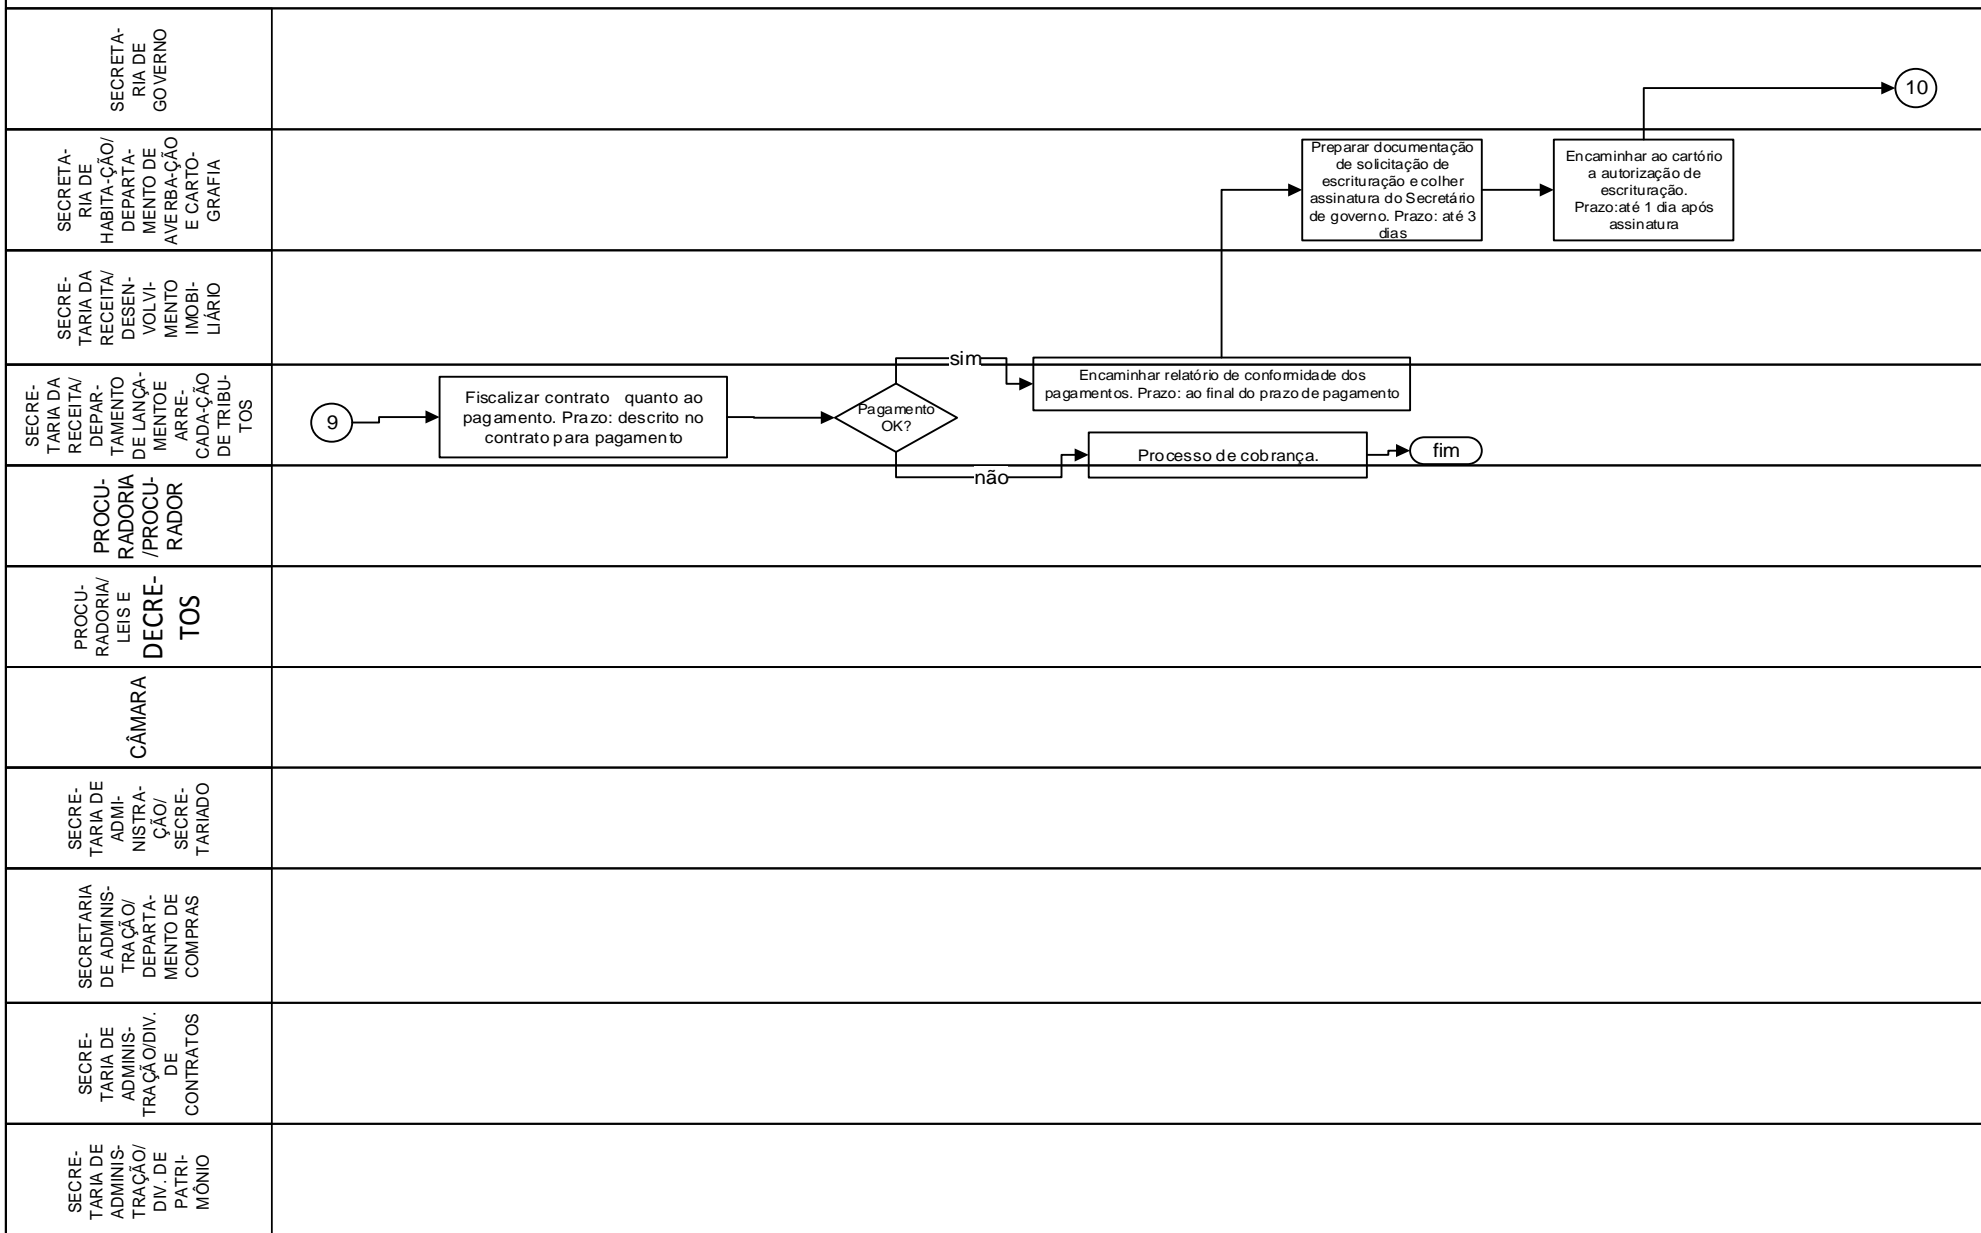 SECRETA-
RIA DE
GOVERNO
10
SECRETA-
RIA DE
HABITA-ÇÃO/
DEPARTA-
MENTO DE
AVERBA-ÇÃO
E CARTO-
GRAFIA
Preparar documentação
de solicitação de
escrituração e colher
assinatura do Secretário
de governo. Prazo: até 3
dias
Encaminhar ao cartório
a autorização de
escrituração.
Prazo:até 1 dia após
assinatura
SECRE-
TARIA DA
RECEITA/
DESEN-
VOLVI-
MENTO
IMOBI-
LIÁRIO
SECRE-
TARIA DA
RECEITA/
DEPAR-
TAMENTO
DE LANÇA-
MENTOE
ARRE-
CADA-ÇÃO
DE TRIBU-
TOS
9
Fiscalizar contrato quanto ao
pagamento. Prazo: descrito no
contrato para pagamento
Pagamento
OK?
sim
Encaminhar relatório de conformidade dos
pagamentos. Prazo: ao final do prazo de pagamento
não
Processo de cobrança.
fim
PROCU-
RADORIA
/PROCU-
RADOR
PROCU-
RADORIA/
LEIS E
DECRE-
TOS
CÂMARA
SECRE-
TARIA DE
ADMI-
NISTRA-
ÇÃO/
SECRE-
TARIADO
SECRETARIA
DE ADMINIS-
TRAÇÃO/
DEPARTA-
MENTO DE
COMPRAS
SECRE-
TARIA DE
ADMINIS-
TRAÇÃO/DIV.
DE
CONTRATOS
SECRE-
TARIA DE
ADMINIS-
TRAÇÃO/
DIV. DE
PATRI-
MÔNIO